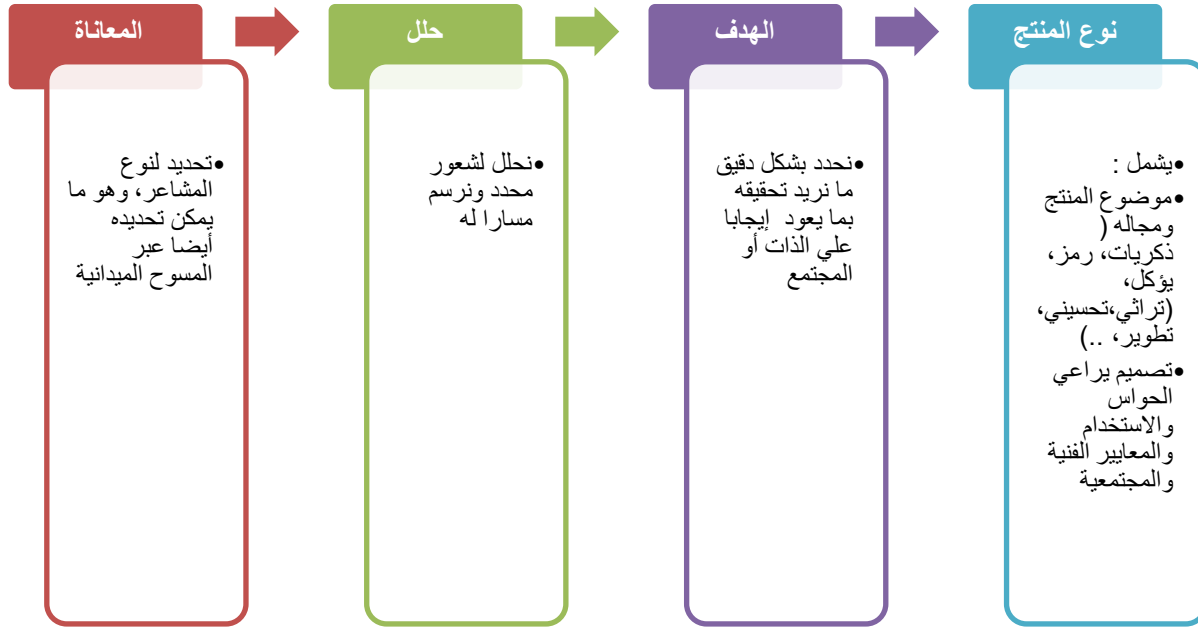 المعاناة
•تحديد لنوع
المشاعر، وهو ما
يمكن تحديده
أيضا عبر
المسوح الميدانية
حلل
•نحلل لشعور
محدد ونرسم
مسارا له
الهدف
•نحدد بشكل دقيق
ما نريد تحقيقه
بما يعود إيجابا
علي الذات أو
المجتمع
نوع المنتج
•يشمل :
•موضوع المنتج
ومجاله (
ذكريات، رمز،
يؤكل،
تراثي،تحسيني،)
تطوير، ..)
•تصميم يراعي
الحواس
والاستخدام
والمعايير الفنية
والمجتمعية